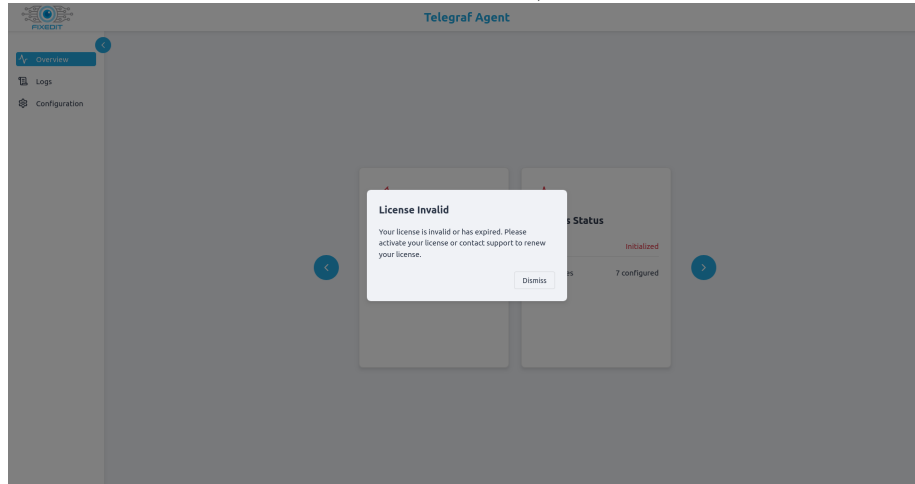 FIXEDIT
Telegraf Agent
Overview
Logs
Configuration
s Status
Initialized
es
7 configured
License Invalid
Your license is invalid or has expired. Please
activate your license or contact support to renew
your license.
Dismiss